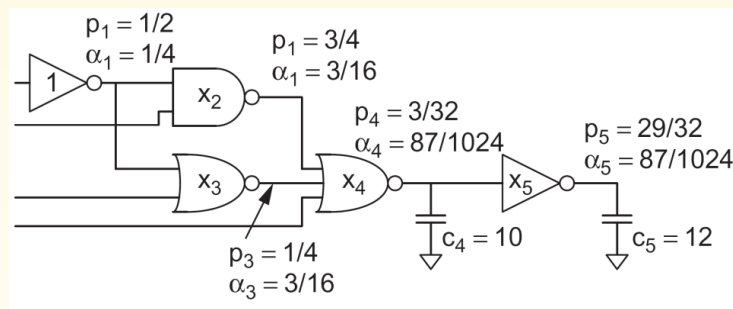 p1 = 1/2
α1 = 1/4
1
x2
p1 = 3/4
α1 = 3/16
x3
p3 = 1/4
α3 = 3/16
x4
p4 = 3/32
α4 = 87/1024
c4 = 10
x5
p5 = 29/32
α5 = 87/1024
c5 = 12